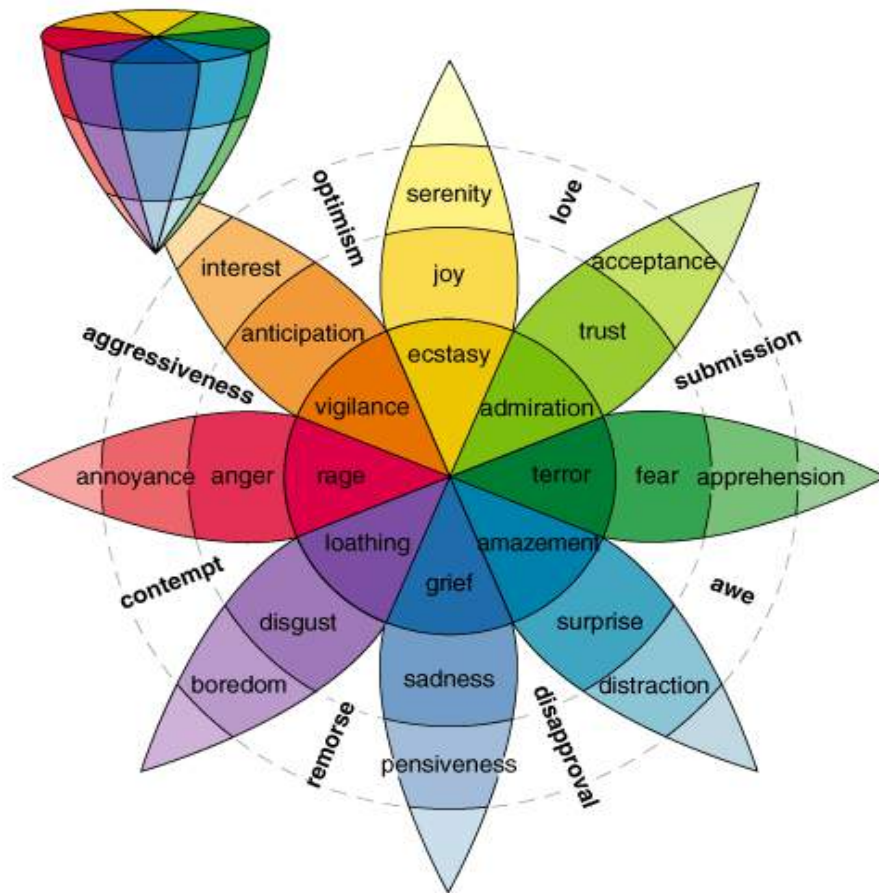 optimism
serenity
love
interest
joy
acceptance
anticipation
trust
aggressiveness
ecstasy
submission
vigilance
admiration
annoyance
anger
rage
terror
fear
apprehension
loathing
amazement
contempt
grief
awe
disgust
surprise
boredom
sadness
distraction
remorse
disapproval
pensiveness